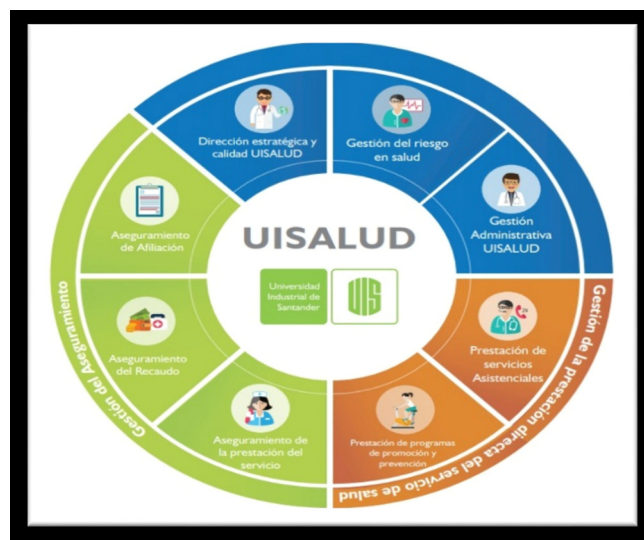 Dirección estratégica y
calidad UISALUD
Gestión del riesgo
en salud
Gestión
Administrativa
UISALUD
Aseguramiento
de Afiliación
UISALUD
Universidad
Industrial de
Santander
UIS
Aseguramiento
del Recaudo
Prestación de
servicios
Asistenciales
Aseguramiento de
la prestación del
servicio
Prestación de programas
de promoción y
prevención
Gestión del Aseguramiento
Gestión de la prestación directa del servicio de salud